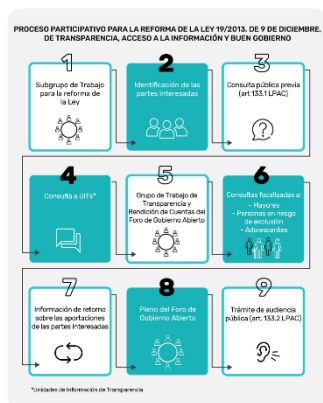 PROCESO PARTICIPATIVO PARA LA REFORMA DE LA LEY 19/2013, DE 9 DE DICIEMBRE,
DE TRANSPARENCIA, ACCESO A LA INFORMACIÓN Y BUEN GOBIERNO
1
Subgrupo de Trabajo
para la reforma de
la Ley
2
Identificación de las
partes interesadas
3
Consulta pública previa
(art 133.1 LPAC)
4
Consulta a UITs*
5
Grupo de Trabajo de
Transparencia y
Rendición de Cuentas del
Foro de Gobierno Abierto
6
Consultas focalizadas a:
- Mayores
- Personas en riesgo
de exclusión
- Adolescentes
7
Información de retorno
sobre las aportaciones
de las partes interesadas
8
Pleno del Foro de
Gobierno Abierto
9
Trámite de audiencia
pública (art. 133.2 LPAC)
*Unidades de Información de Transparencia